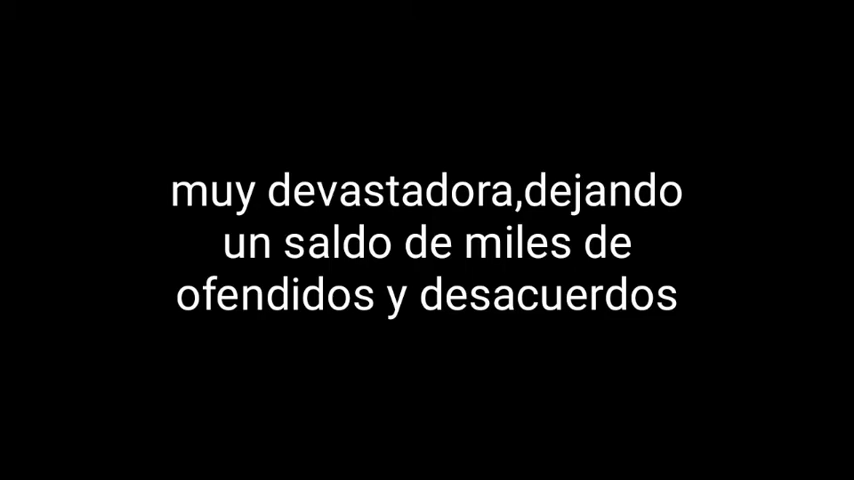 muy devastadora,dejando
un saldo de miles de
ofendidos y desacuerdos